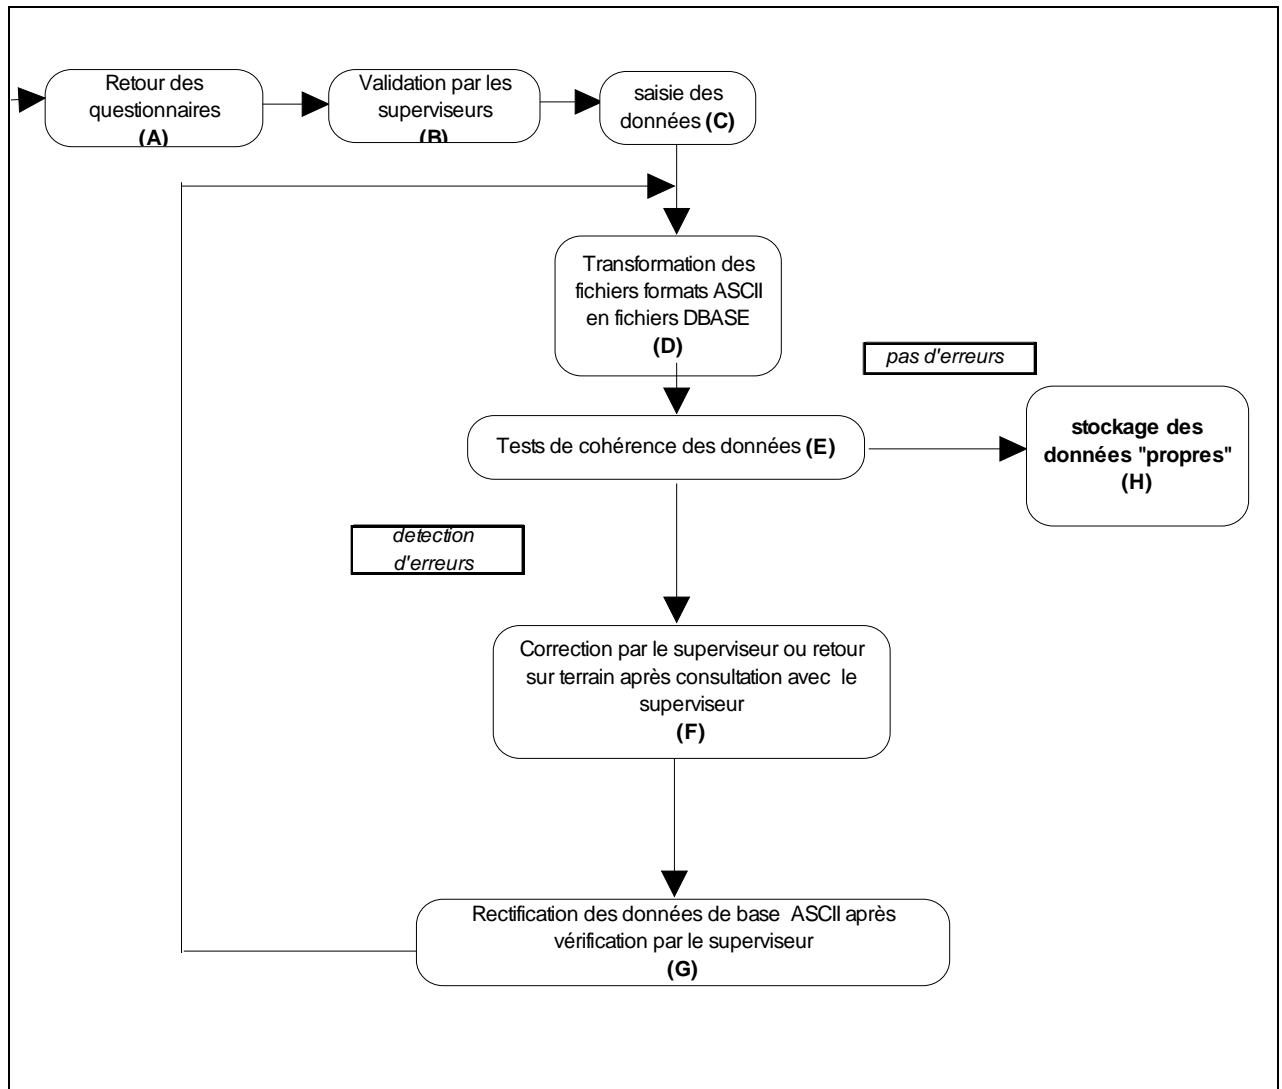 Retour des
questionnaires
(A)
Validation par les
superviseurs
(B)
saisie des
données (C)
Transformation des
fichiers formats ASCII
en fichiers DBASE
(D)
pas d'erreurs
Tests de cohérence des données (E)
stockage des
données "propres"
(H)
detection
d'erreurs
Correction par le superviseur ou retour
sur terrain après consultation avec le
superviseur
(F)
Rectification des données de base ASCII après
vérification par le superviseur
(G)